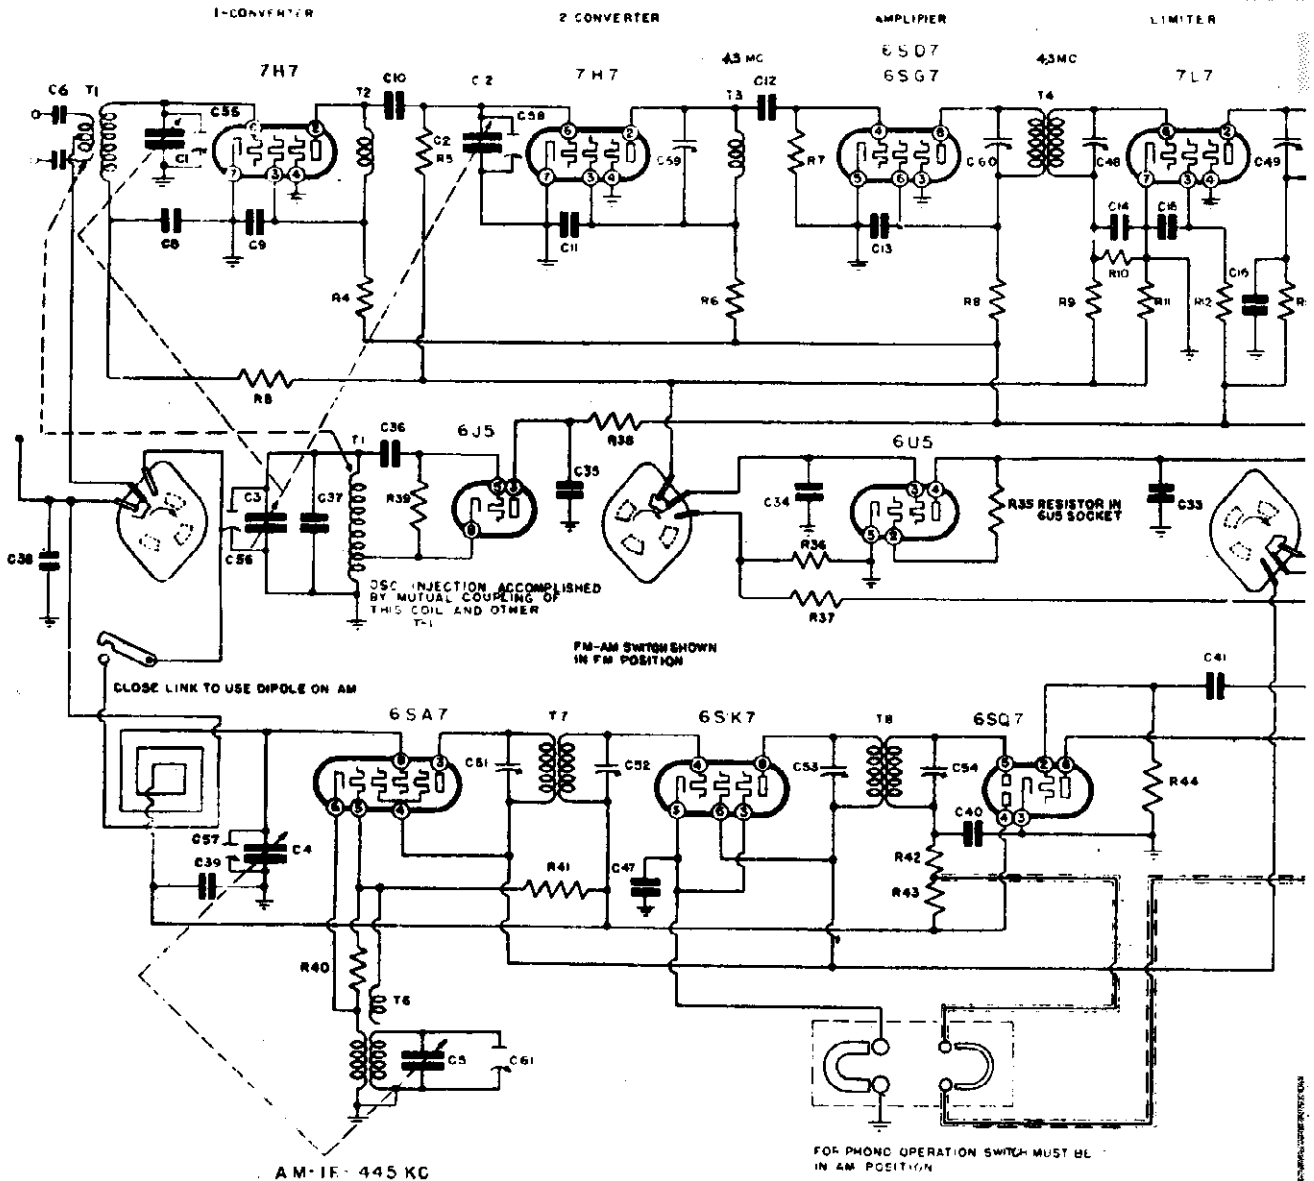 1-CONVERTER
2 CONVERTER
AMPLIFIER
LIMITER
6SD7
7H7
7H7
4.3 MC
6SG7
4.3 MC
7L7
C6
T1
C55
T2
C10
C2
C58
T3
C12
T4
C1
C2
R5
C59
R7
C60
C48
C49
C8
C9
C11
C13
C14
C15
R10
C16
R4
R6
R8
R9
R11
R12
R8
C36
6J5
R38
6U5
T1
C3
C37
R39
C35
C34
R35 RESISTOR IN
6U5 SOCKET
C33
C38
C56
R36
R37
OSC. INJECTION ACCOMPLISHED
BY MUTUAL COUPLING OF
THIS COIL AND OTHER
T-1
FM-AM SWITCH SHOWN
IN FM POSITION
C41
CLOSE LINK TO USE DIPOLE ON AM
6SA7
T7
6SK7
T8
6SQ7
C51
C52
C53
C54
R44
C57
C39
C4
R41
C47
C40
R42
R43
R40
T6
C5
C61
FOR PHONO OPERATION SWITCH MUST BE
IN AM POSITION
AM-IF-445 KC